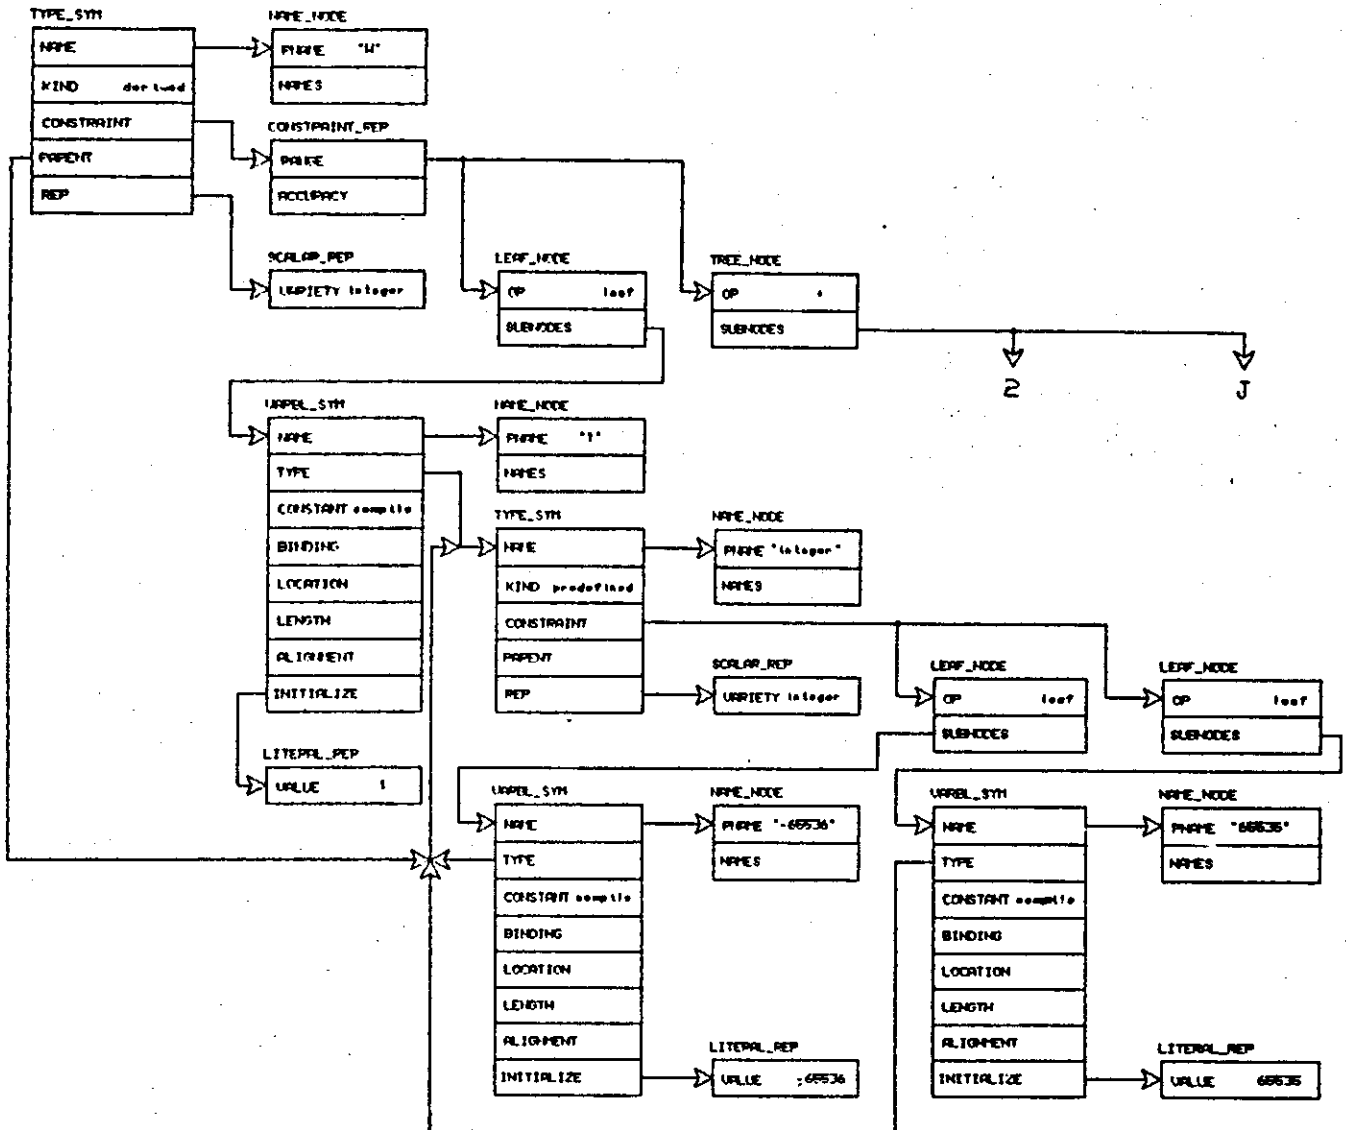 TYPE_SYM
NAME
KIND derived
CONSTRAINT
PARENT
REP
NAME_NODE
PNAME "W"
NAMES
CONSTRAINT_REP
RANGE
ACCURACY
SCALAR_REP
VARIETY integer
LEAF_NODE
OP leaf
SUBNODES
TREE_NODE
OP
SUBNODES
2
J
VARBL_SYM
NAME
TYPE
CONSTANT compile
BINDING
LOCATION
LENGTH
ALIGNMENT
INITIALIZE
NAME_NODE
PNAME "1"
NAMES
TYPE_SYM
NAME
KIND predefined
CONSTRAINT
PARENT
REP
NAME_NODE
PNAME "integer"
NAMES
SCALAR_REP
VARIETY integer
LEAF_NODE
OP leaf
SUBNODES
LEAF_NODE
OP leaf
SUBNODES
LITERAL_REP
VALUE 1
VARBL_SYM
NAME
TYPE
CONSTANT compile
BINDING
LOCATION
LENGTH
ALIGNMENT
INITIALIZE
NAME_NODE
PNAME "-65536"
NAMES
LITERAL_REP
VALUE -65536
VARBL_SYM
NAME
TYPE
CONSTANT compile
BINDING
LOCATION
LENGTH
ALIGNMENT
INITIALIZE
NAME_NODE
PNAME "65535"
NAMES
LITERAL_REP
VALUE 65535